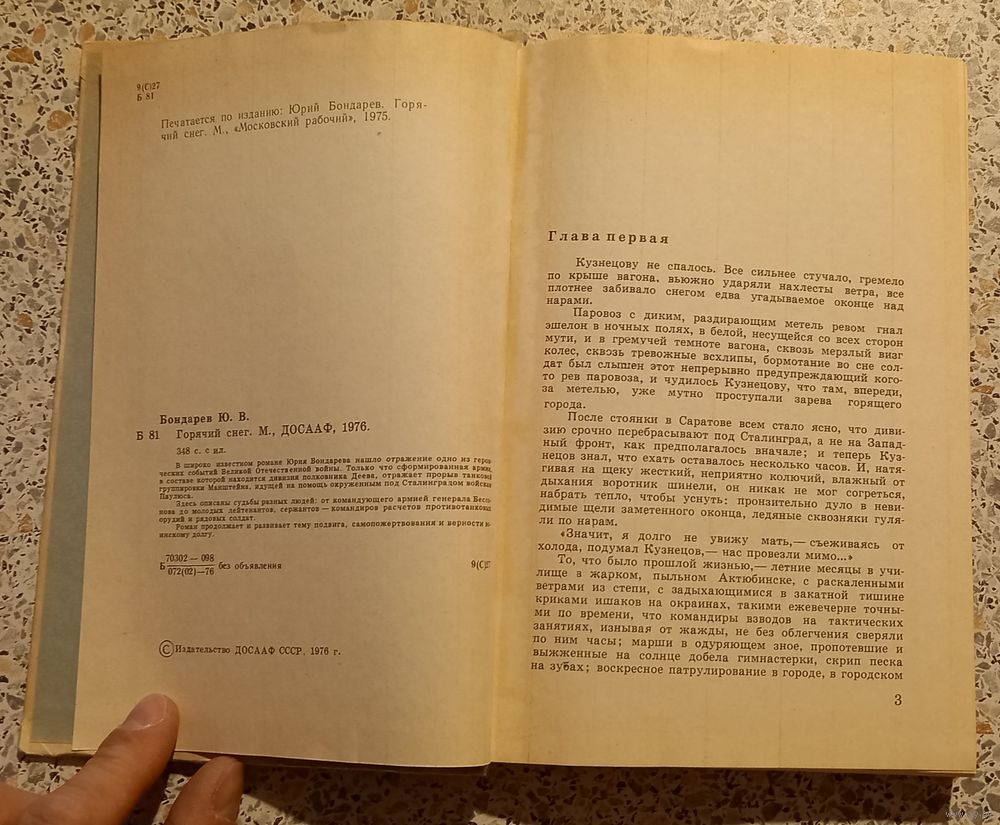 9(С)27
Б 81
Печатается по изданию: Юрий Бондарев. Горя-
чий снег. М., «Московский рабочий», 1975.
Бондарев Ю. В.
Б 81 Горячий снег. М., ДОСААФ, 1976.
348 с. с ил.
В широко известном романе Юрия Бондарева нашло отражение одно из герои-
ческих событий Великой Отечественной войны. Только что сформированная армия,
в составе которой находится дивизия полковника Деева, отражает прорыв танковой
группировки Манштейна, идущей на помощь окруженным под Сталинградом войскам
Паулюса.
Здесь описаны судьбы разных людей: от командующего армией генерала Бессо-
нова до молодых лейтенантов, сержантов — командиров расчетов противотанковых
орудий и рядовых солдат.
Роман продолжает и развивает тему подвига, самопожертвования и верности во-
инскому долгу.
70302 — 098
Б без объявления 9(С)27
072(02)—76
© Издательство ДОСААФ СССР, 1976 г.
Глава первая
Кузнецову не спалось. Все сильнее стучало, гремело
по крыше вагона, вьюжно ударяли нахлесты ветра, все
плотнее забивало снегом едва угадываемое оконце над
нарами.
Паровоз с диким, раздирающим метель ревом гнал
эшелон в ночных полях, в белой, несущейся со всех сторон
мути, и в гремучей темноте вагона, сквозь мерзлый визг
колес, сквозь тревожные всхлипы, бормотание во сне сол-
дат был слышен этот непрерывно предупреждающий кого-
то рев паровоза, и чудилось Кузнецову, что там, впереди,
за метелью, уже мутно проступали зарева горящего
города.
После стоянки в Саратове всем стало ясно, что диви-
зию срочно перебрасывают под Сталинград, а не на Запад-
ный фронт, как предполагалось вначале; и теперь Куз-
нецов знал, что ехать оставалось несколько часов. И, натя-
гивая на щеку жесткий, неприятно колючий, влажный от
дыхания воротник шинели, он никак не мог согреться,
набрать тепло, чтобы уснуть: пронзительно дуло в неви-
димые щели заметенного оконца, ледяные сквозняки гуля-
ли по нарам.
«Значит, я долго не увижу мать,— съеживаясь от
холода, подумал Кузнецов,— нас провезли мимо...»
То, что было прошлой жизнью,— летние месяцы в учи-
лище в жарком, пыльном Актюбинске, с раскаленными
ветрами из степи, с задыхающимися в закатной тишине
криками ишаков на окраинах, такими ежевечерне точны-
ми по времени, что командиры взводов на тактических
занятиях, изнывая от жажды, не без облегчения сверяли
по ним часы; марши в одуряющем зное, пропотевшие и
выжженные на солнце добела гимнастерки, скрип песка
на зубах; воскресное патрулирование в городе, в городском
3